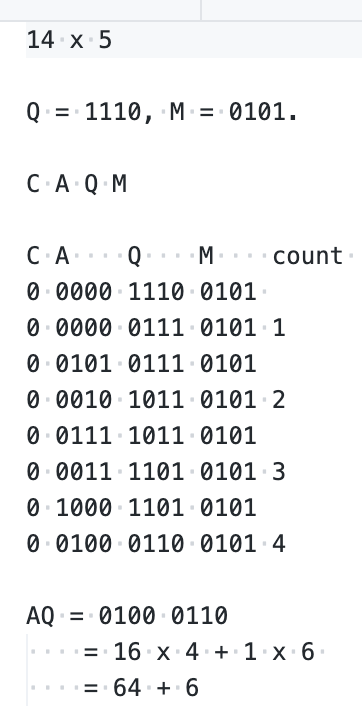 14 x 5
Q = 1110, M = 0101.
C A Q M
C A    Q    M    count
0 0000 1110 0101
0 0000 0111 0101 1
0 0101 0111 0101
0 0010 1011 0101 2
0 0111 1011 0101
0 0011 1101 0101 3
0 1000 1101 0101
0 0100 0110 0101 4
AQ = 0100 0110
    = 16 x 4 + 1 x 6
    = 64 + 6